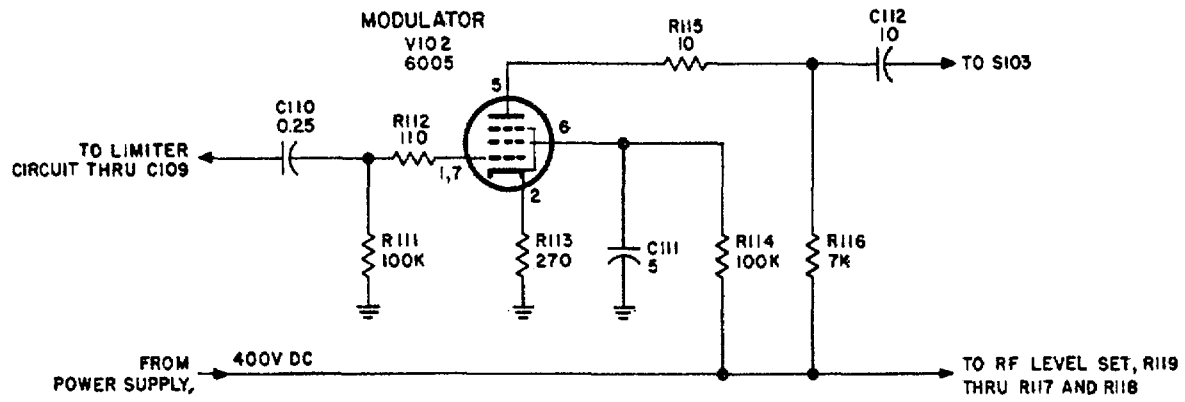 MODULATOR
V102
6005
R115
10
C112
10
TO S103
5
C110
0.25
R112
110
6
TO LIMITER
CIRCUIT THRU C109
1,7
2
R111
100K
R113
270
C111
5
R114
100K
R116
7K
FROM
POWER SUPPLY,
400V DC
TO RF LEVEL SET, R119
THRU R117 AND R118